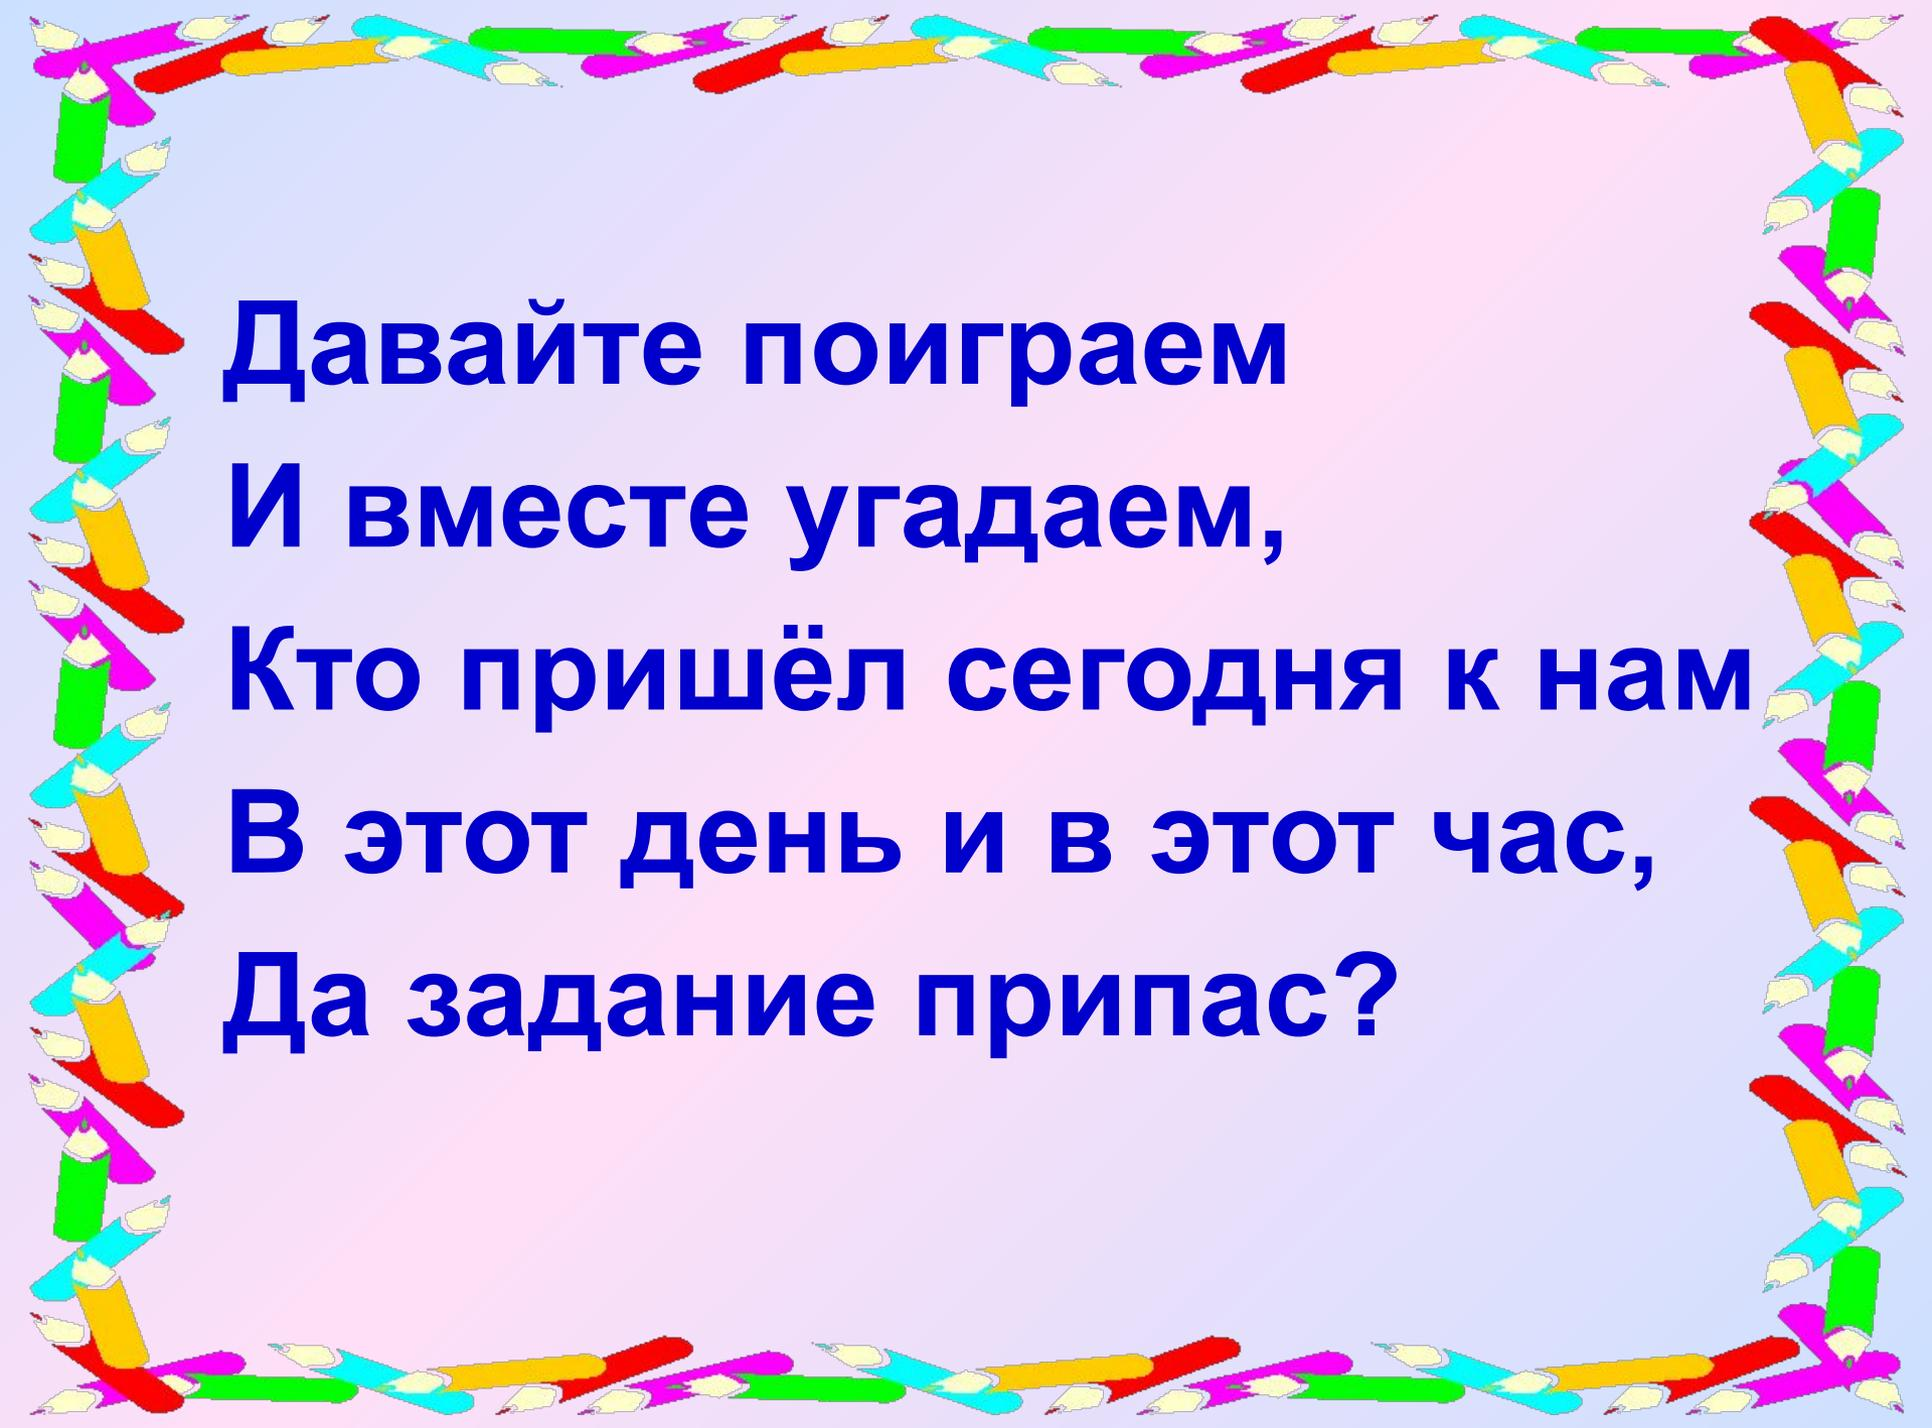 Давайте поиграем
И вместе угадаем,
Кто пришёл сегодня к нам
В этот день и в этот час,
Да задание припас?